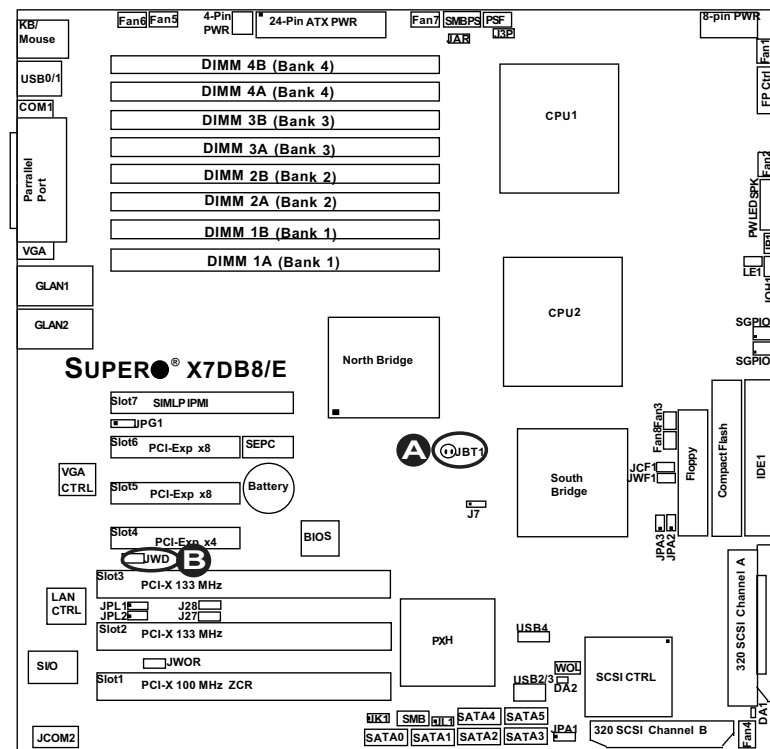 KB/
Mouse
Fan6
Fan5
4-Pin
PWR
24-Pin ATX PWR
Fan7
SMBPS
PSF
JAR
J3P
8-pin PWR
Fan1
USB0/1
COM1
Parrallel
Port
VGA
GLAN1
GLAN2
DIMM 4B (Bank 4)
DIMM 4A (Bank 4)
DIMM 3B (Bank 3)
DIMM 3A (Bank 3)
DIMM 2B (Bank 2)
DIMM 2A (Bank 2)
DIMM 1B (Bank 1)
DIMM 1A (Bank 1)
CPU1
FP Ctrl
Fan2
PWLEDSPK
LE1
JOH1
SGPIO
SGPIO
CPU2
North Bridge
SUPER® X7DB8/E
Slot7
SIMLP IPMI
JPG1
Slot6
PCI-Exp x8
SEPC
VGA
CTRL
Slot5
PCI-Exp x8
Battery
Slot4
PCI-Exp x4
BIOS
A
JBT1
J7
South
Bridge
Fan3
Fan8
JCF1
JWF1
JPA3
JPA2
Floppy
Compact Flash
IDE1
JWD
B
Slot3
PCI-X 133 MHz
LAN
CTRL
JPL1
JPL2
J28
J27
Slot2
PCI-X 133 MHz
SI/O
JWOR
Slot1
PCI-X 100 MHz ZCR
PXH
USB4
USB2/3
WOL
DA2
SCSI CTRL
320 SCSI Channel A
DA1
Fan4
JCOM2
JK1
SMB
JL1
SATA4
SATA5
SATA0
SATA1
SATA2
SATA3
JPA1
320 SCSI Channel B